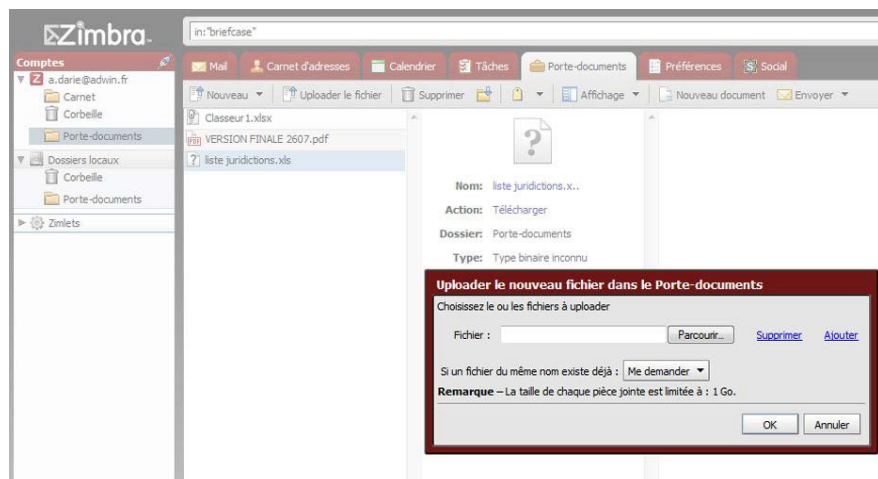 Zimbra
in:"briefcase"
Comptes
Mail
Carnet d'adresses
Calendrier
Tâches
Porte-documents
Préférences
Social
a.darie@adwin.fr
Carnet
Corbeille
Porte-documents
Dossiers locaux
Corbeille
Porte-documents
Zimlets
Nouveau
Uploader le fichier
Supprimer
Affichage
Nouveau document
Envoyer
Classeur1.xlsx
VERSION FINALE 2607.pdf
liste juridictions.xls
Nom: liste juridictions.x..
Action: Télécharger
Dossier: Porte-documents
Type: Type binaire inconnu
Uploader le nouveau fichier dans le Porte-documents
Choisissez le ou les fichiers à uploader
Fichier : Parcourir... Supprimer Ajouter
Si un fichier du même nom existe déjà : Me demander
Remarque – La taille de chaque pièce jointe est limitée à : 1 Go.
OK Annuler